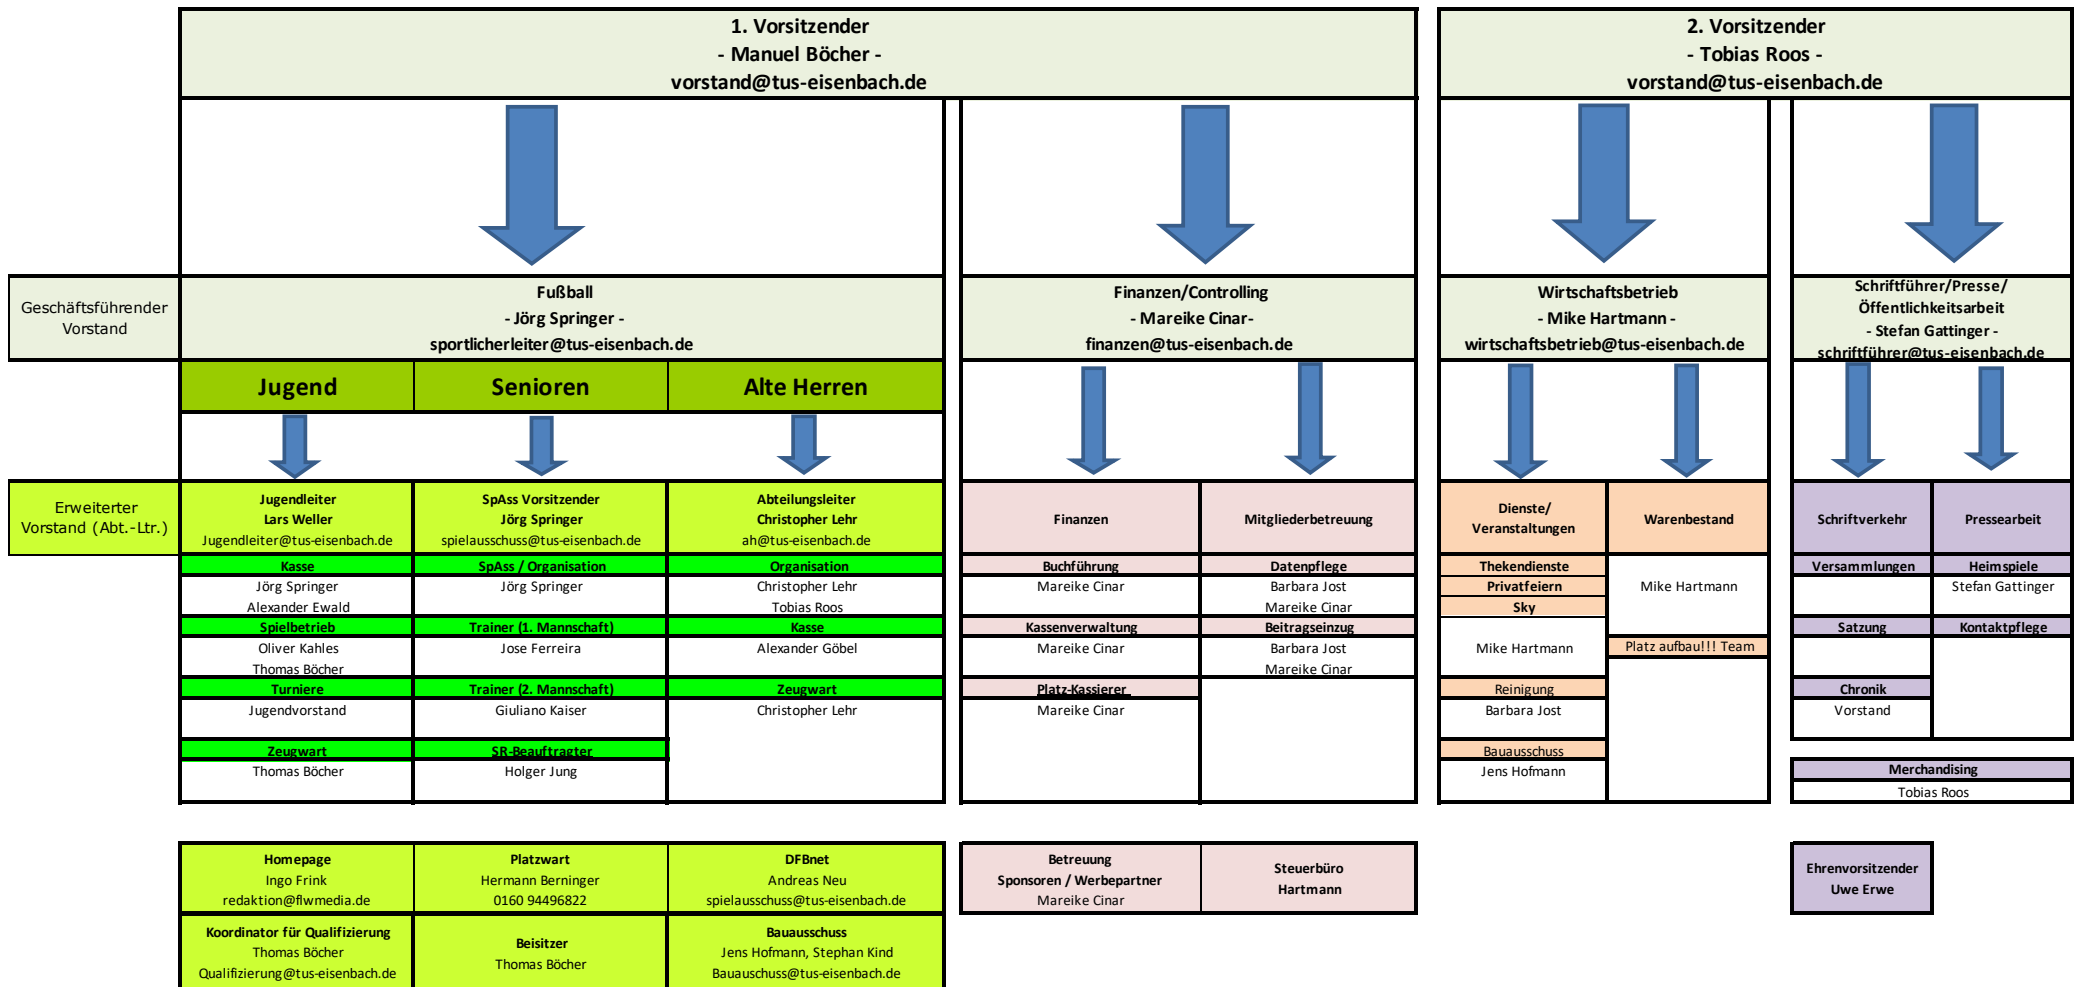 1. Vorsitzender
- Manuel Böcher -
vorstand@tus-eisenbach.de
2. Vorsitzender
- Tobias Roos -
vorstand@tus-eisenbach.de
Geschäftsführender
Vorstand
Fußball
- Jörg Springer -
sportlicherleiter@tus-eisenbach.de
Finanzen/Controlling
- Mareike Cinar-
finanzen@tus-eisenbach.de
Wirtschaftsbetrieb
- Mike Hartmann -
wirtschaftsbetrieb@tus-eisenbach.de
Schriftführer/Presse/
Öffentlichkeitsarbeit
- Stefan Gattinger -
schriftführer@tus-eisenbach.de
Jugend
Senioren
Alte Herren
Erweiterter
Vorstand (Abt.-Ltr.)
Jugendleiter
Lars Weller
Jugendleiter@tus-eisenbach.de
SpAss Vorsitzender
Jörg Springer
spielausschuss@tus-eisenbach.de
Abteilungsleiter
Christopher Lehr
ah@tus-eisenbach.de
Finanzen
Mitgliederbetreuung
Dienste/
Veranstaltungen
Warenbestand
Schriftverkehr
Pressearbeit
Kasse
Jörg Springer
Alexander Ewald
Spielbetrieb
Oliver Kahles
Thomas Böcher
Turniere
Jugendvorstand
Zeugwart
Thomas Böcher
SpAss / Organisation
Jörg Springer
Trainer (1. Mannschaft)
Jose Ferreira
Trainer (2. Mannschaft)
Giuliano Kaiser
SR-Beauftragter
Holger Jung
Organisation
Christopher Lehr
Tobias Roos
Kasse
Alexander Göbel
Zeugwart
Christopher Lehr
Buchführung
Mareike Cinar
Kassenverwaltung
Mareike Cinar
Platz-Kassierer
Mareike Cinar
Datenpflege
Barbara Jost
Mareike Cinar
Beitragseinzug
Barbara Jost
Mareike Cinar
Thekendienste
Privatfeiern
Sky
Mike Hartmann
Reinigung
Barbara Jost
Bauausschuss
Jens Hofmann
Mike Hartmann
Platz aufbau!!! Team
Versammlungen
Satzung
Chronik
Vorstand
Heimspiele
Stefan Gattinger
Kontaktpflege
Merchandising
Tobias Roos
Homepage
Ingo Frink
redaktion@flwmedia.de
Platzwart
Hermann Berninger
0160 94496822
DFBnet
Andreas Neu
spielausschuss@tus-eisenbach.de
Betreuung
Sponsoren / Werbepartner
Mareike Cinar
Steuerbüro
Hartmann
Ehrenvorsitzender
Uwe Erwe
Koordinator für Qualifizierung
Thomas Böcher
Qualifizierung@tus-eisenbach.de
Beisitzer
Thomas Böcher
Bauausschuss
Jens Hofmann, Stephan Kind
Bauauschuss@tus-eisenbach.de